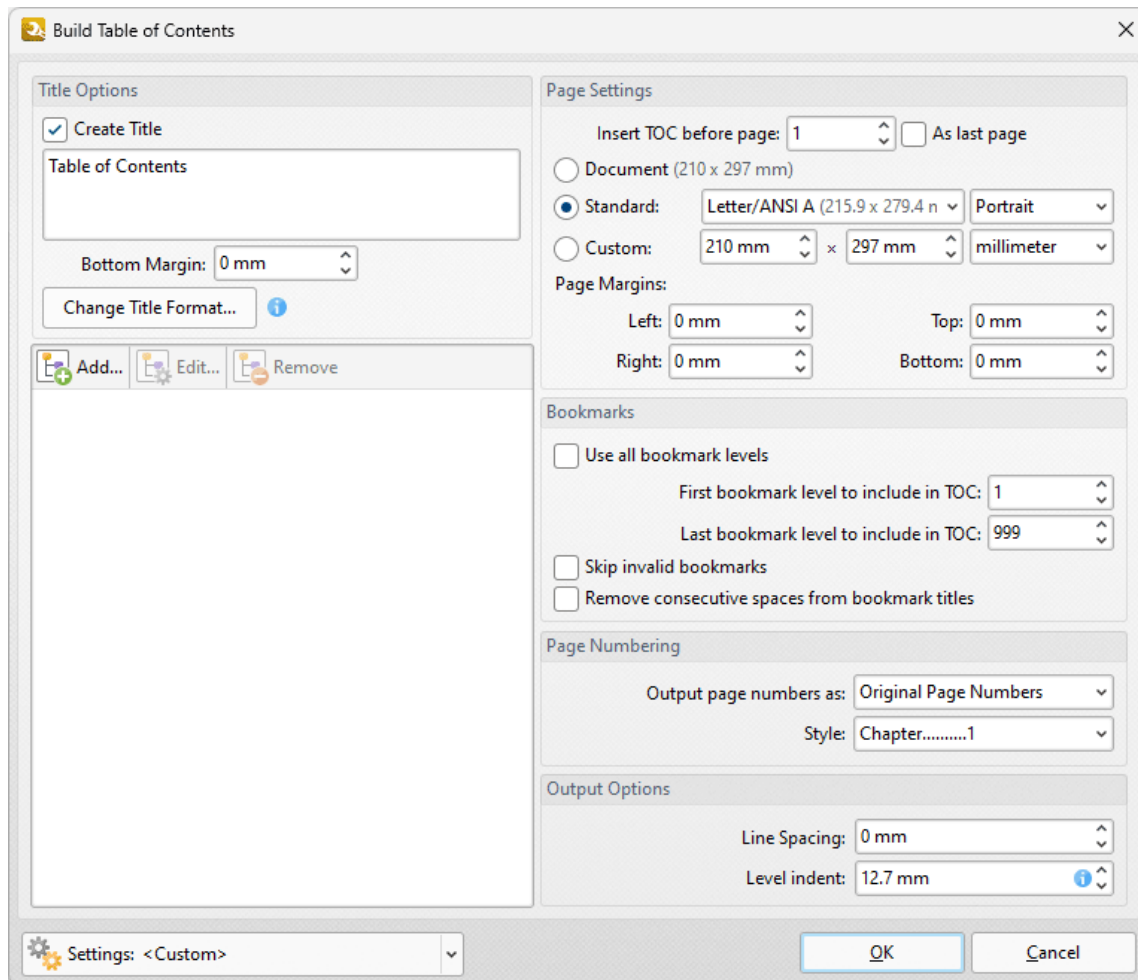 Build Table of Contents
Title Options
Create Title
Table of Contents
Bottom Margin: 0 mm
Change Title Format...
Add... Edit... Remove
Page Settings
Insert TOC before page: 1 As last page
Document (210 x 297 mm)
Standard: Letter/ANSI A (215.9 x 279.4 Portrait
Custom: 210 mm × 297 mm millimeter
Page Margins:
Left: 0 mm Top: 0 mm
Right: 0 mm Bottom: 0 mm
Bookmarks
Use all bookmark levels
First bookmark level to include in TOC: 1
Last bookmark level to include in TOC: 999
Skip invalid bookmarks
Remove consecutive spaces from bookmark titles
Page Numbering
Output page numbers as: Original Page Numbers
Style: Chapter..........1
Output Options
Line Spacing: 0 mm
Level indent: 12.7 mm
Settings: <Custom> OK Cancel